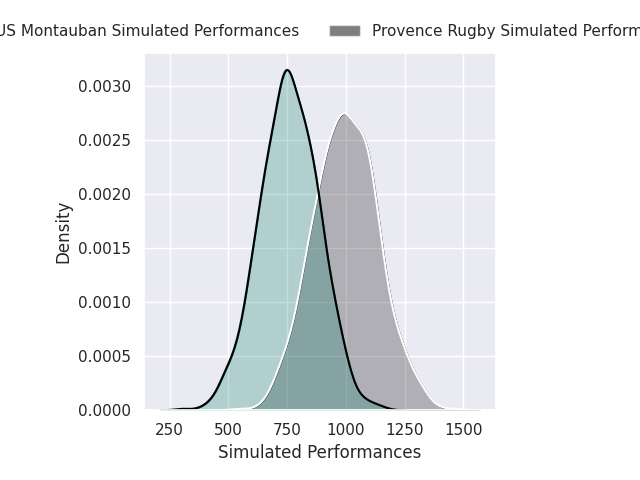 US Montauban Simulated Performances Provence Rugby Simulated
0.0030
0.0025
0.0020
0.0015
0.0010
0.0005
0.0000
Density
250 500 750 1000 1250 1500
Simulated Performances